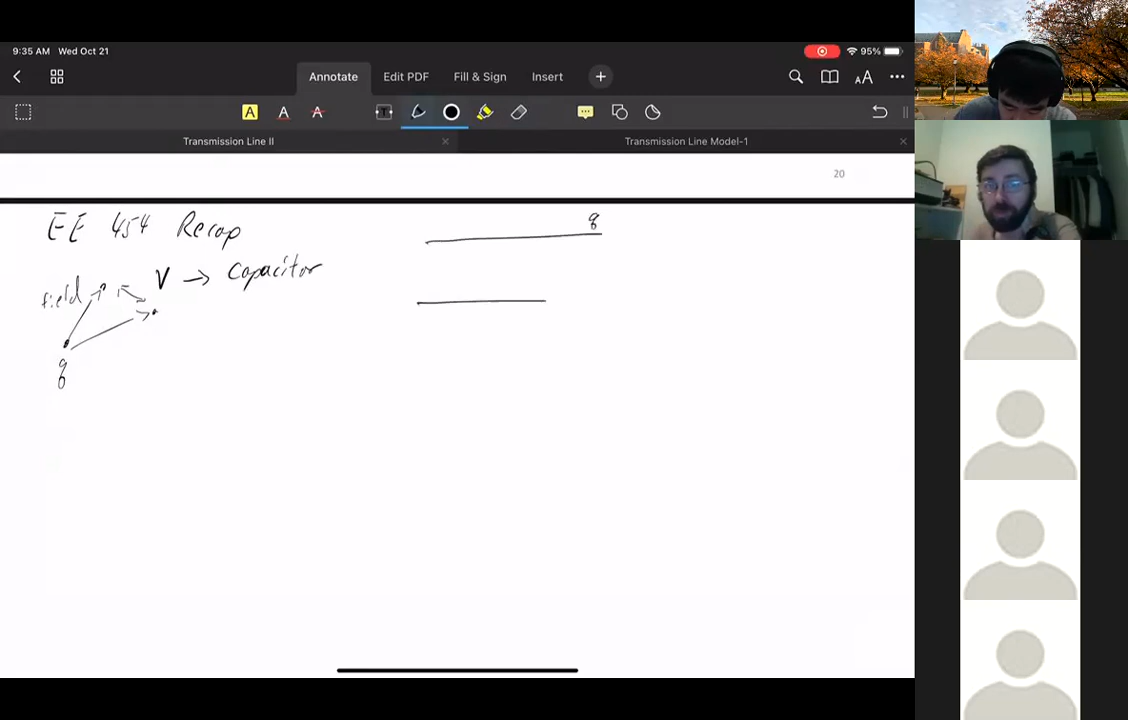 9:35 AM Wed Oct 21
95%
Annotate Edit PDF Fill & Sign Insert
Transmission Line II
Transmission Line Model-1
20
EE 454 Recap
q
V → Capacitor
field
q